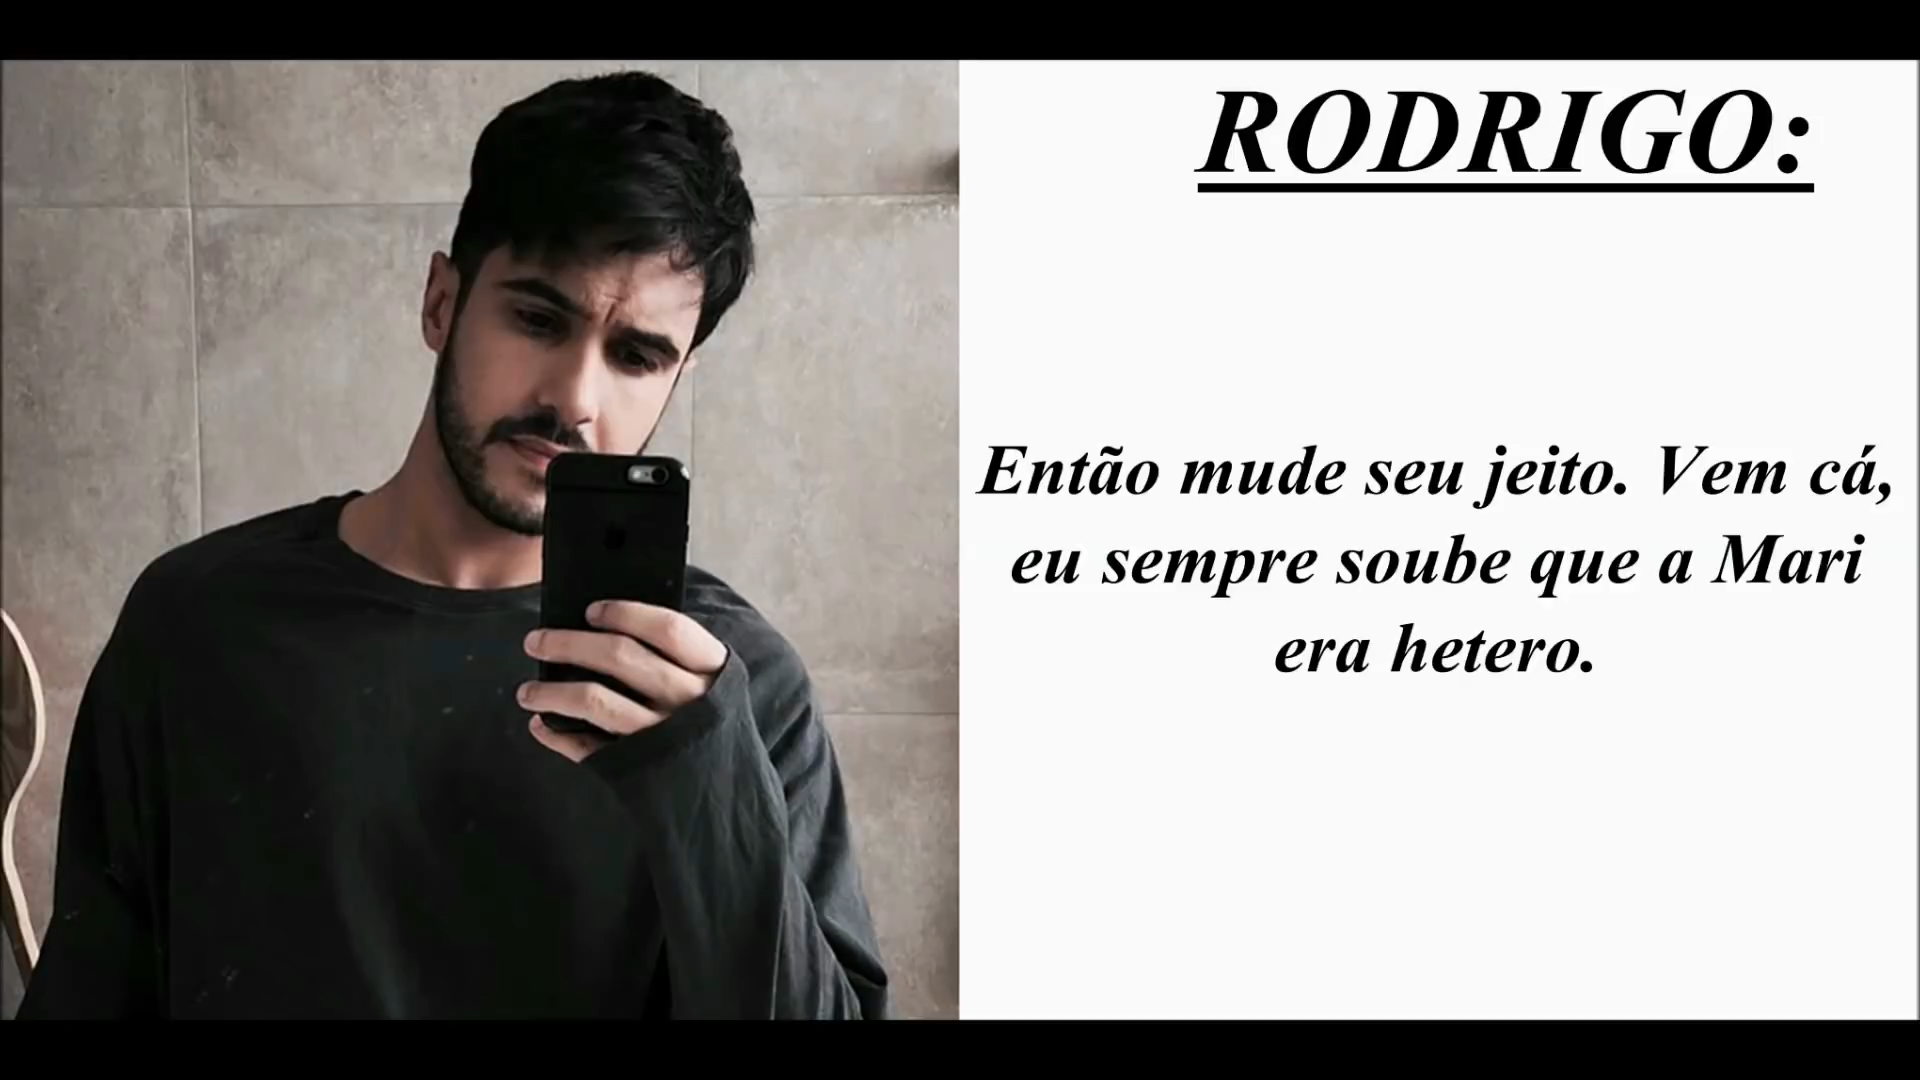 RODRIGO:
Então mude seu jeito. Vem cá,
eu sempre soube que a Mari
era hetero.